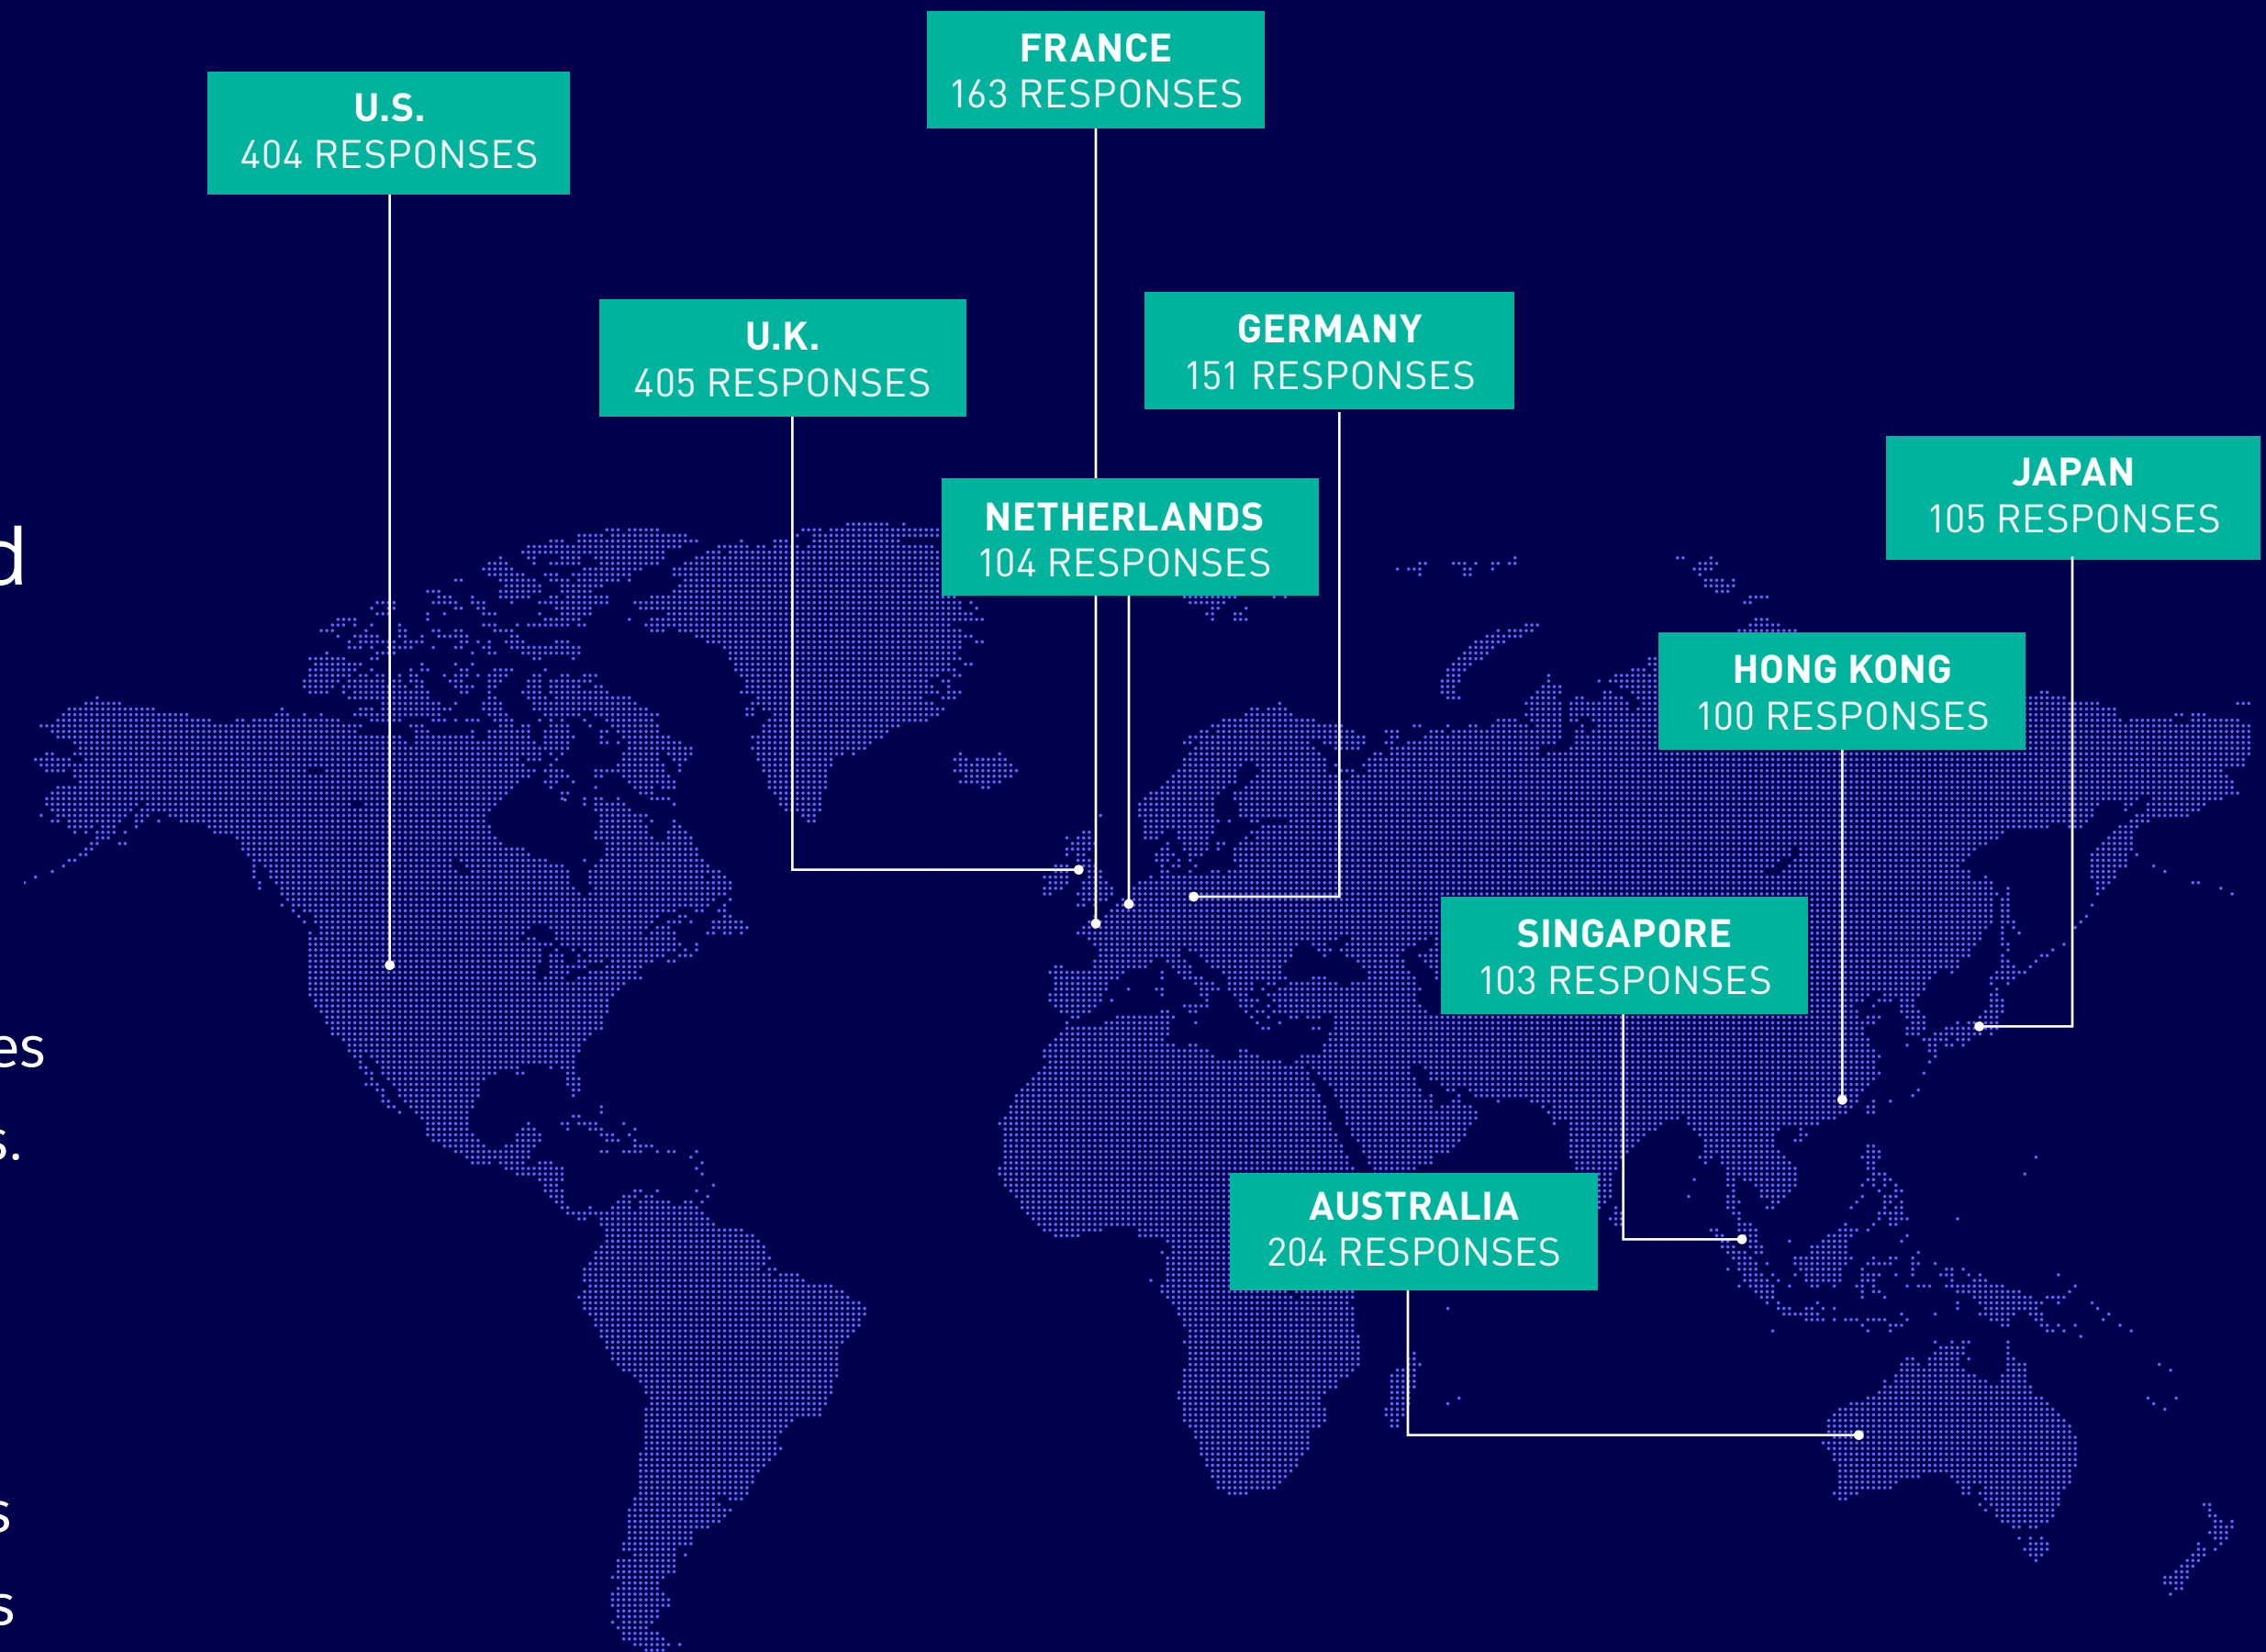 FRANCE
163 RESPONSES
U.S.
404 RESPONSES
GERMANY
151 RESPONSES
U.K.
405 RESPONSES
JAPAN
105 RESPONSES
NETHERLANDS
104 RESPONSES
HONG KONG
100 RESPONSES
SINGAPORE
103 RESPONSES
AUSTRALIA
204 RESPONSES